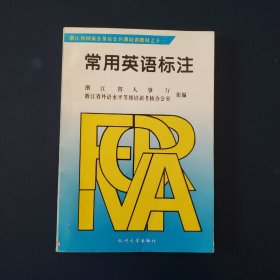 浙江省国家公务员公共课培训教材之十一
常用英语标注
浙江省人事厅
浙江省外语水平等级培训考核办公室
组编
杭州大学出版社